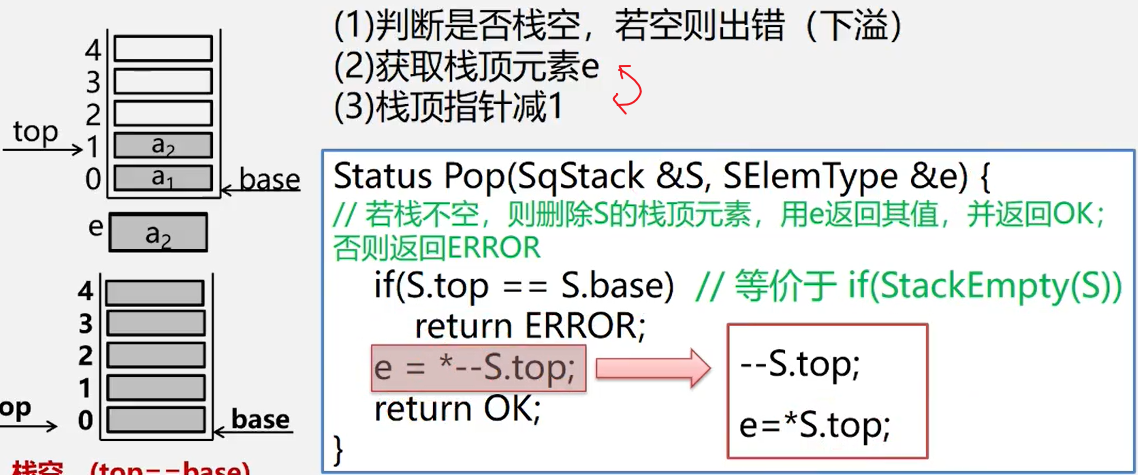 (1)判断是否栈空，若空则出错（下溢）
(2)获取栈顶元素e
(3)栈顶指针减1
4
3
2
top
1
a2
0
a1
base
e
a2
4
3
2
1
op
0
base
栈空 (top==base)
Status Pop(SqStack &S, SElemType &e) {
// 若栈不空，则删除S的栈顶元素，用e返回其值，并返回OK；
否则返回ERROR
if(S.top == S.base) // 等价于 if(StackEmpty(S))
return ERROR;
e = *--S.top;
return OK;
}
--S.top;
e=*S.top;